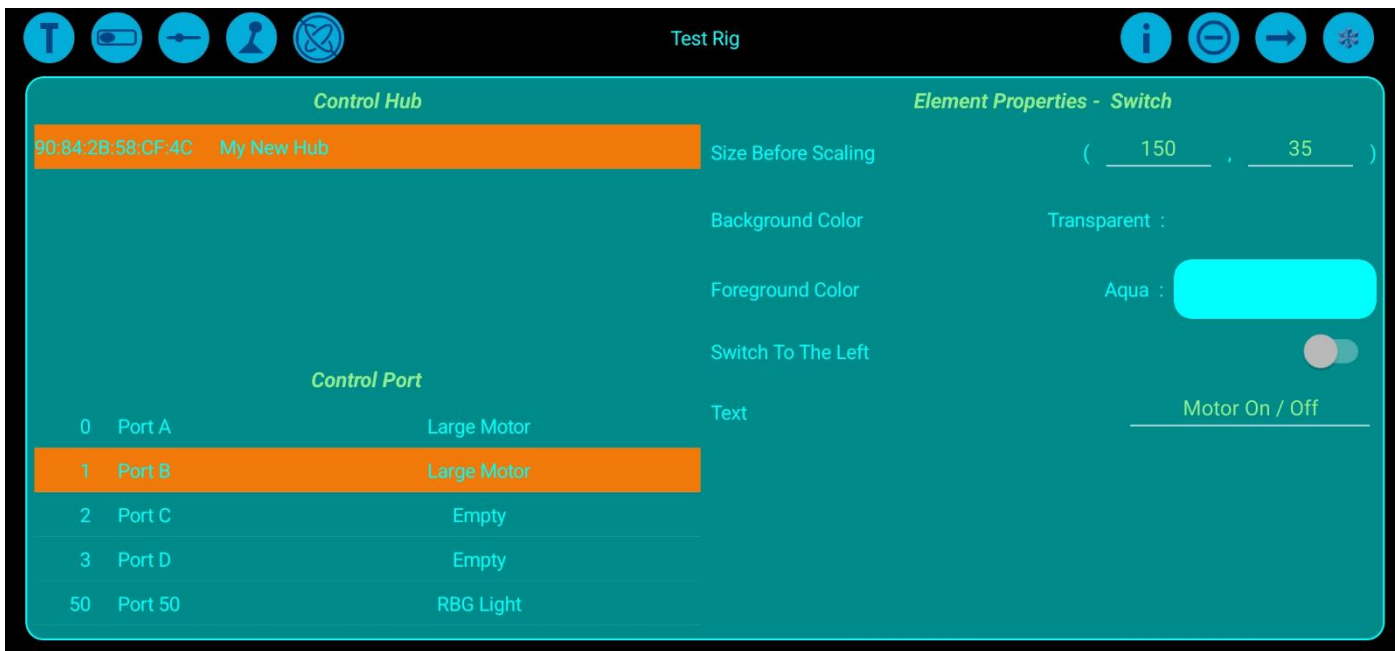 T
Test Rig
i
Control Hub
90:84:2B:58:CF:4C My New Hub
Control Port
0 Port A Large Motor
1 Port B Large Motor
2 Port C Empty
3 Port D Empty
50 Port 50 RBG Light
Element Properties - Switch
Size Before Scaling ( 150 , 35 )
Background Color Transparent :
Foreground Color Aqua :
Switch To The Left
Text Motor On / Off